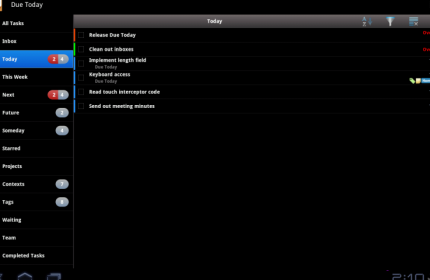 Due Today
All Tasks
Inbox
Today 2 4
This Week
Next 2 4
Future
Someday 4
Starred
Projects
Contexts 7
Tags
Waiting
Team
Completed Tasks
Today
Release Due Today
Clean out inboxes
Implement length field
Due Today
Keyboard access
Due Today
Read touch interceptor code
Send out meeting minutes
2:10